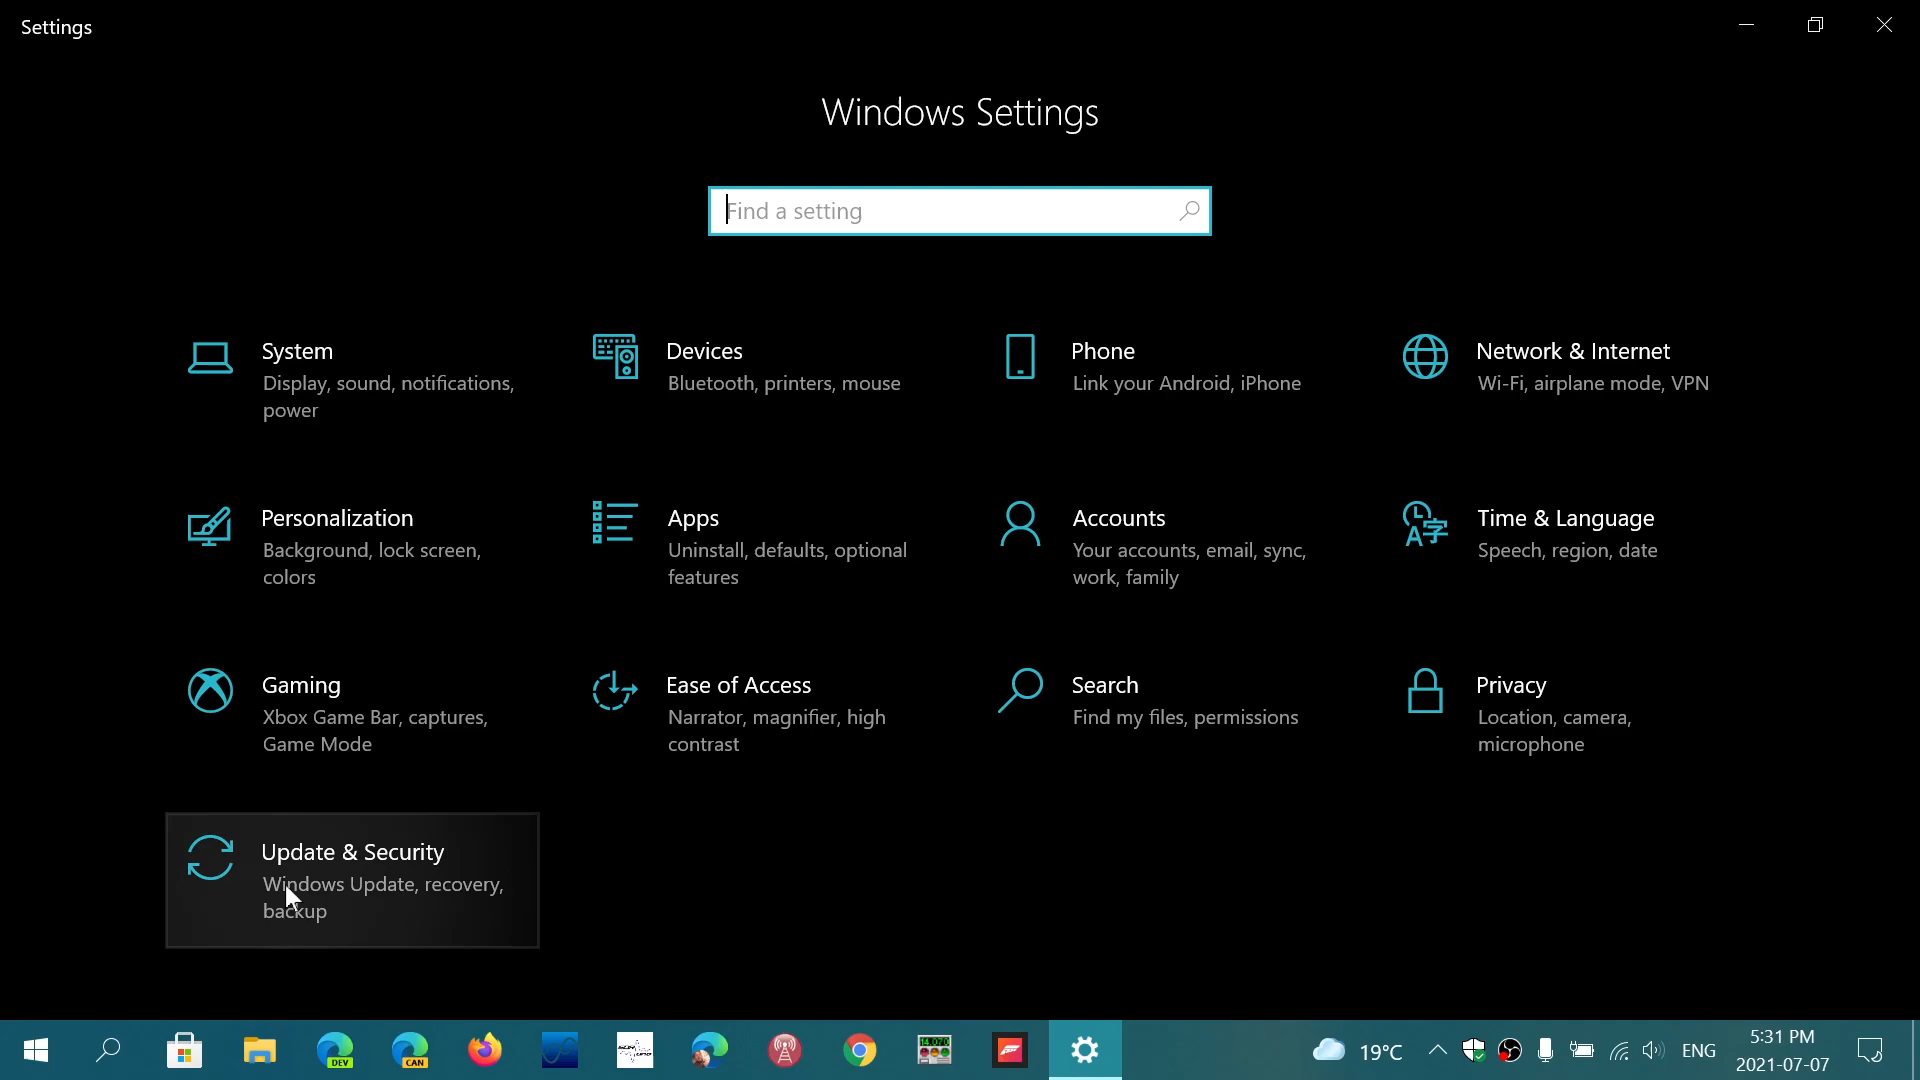 Settings
Windows Settings
Find a setting
System
Display, sound, notifications,
power
Devices
Bluetooth, printers, mouse
Phone
Link your Android, iPhone
Network & Internet
Wi-Fi, airplane mode, VPN
Personalization
Background, lock screen,
colors
Apps
Uninstall, defaults, optional
features
Accounts
Your accounts, email, sync,
work, family
Time & Language
Speech, region, date
Gaming
Xbox Game Bar, captures,
Game Mode
Ease of Access
Narrator, magnifier, high
contrast
Search
Find my files, permissions
Privacy
Location, camera,
microphone
Update & Security
Windows Update, recovery,
backup
DEV
CAN
19°C
ENG
5:31 PM
2021-07-07